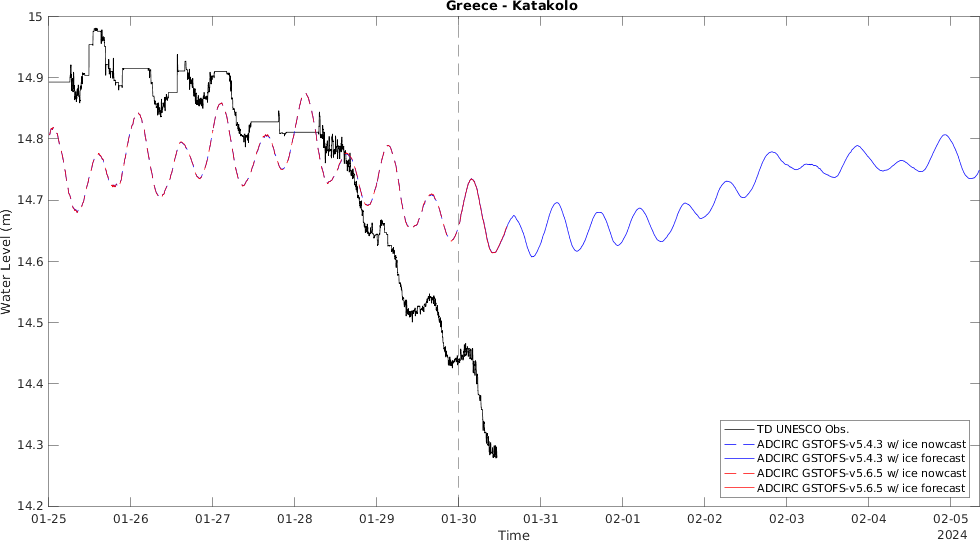 Greece - Katakolo
Water Level (m)
15
14.9
14.8
14.7
14.6
14.5
14.4
14.3
14.2
TD UNESCO Obs.
ADCIRC GSTOFS-v5.4.3 w/ ice nowcast
ADCIRC GSTOFS-v5.4.3 w/ ice forecast
ADCIRC GSTOFS-v5.6.5 w/ ice nowcast
ADCIRC GSTOFS-v5.6.5 w/ ice forecast
01-25 01-26 01-27 01-28 01-29 01-30 01-31 02-01 02-02 02-03 02-04 02-05
Time
2024